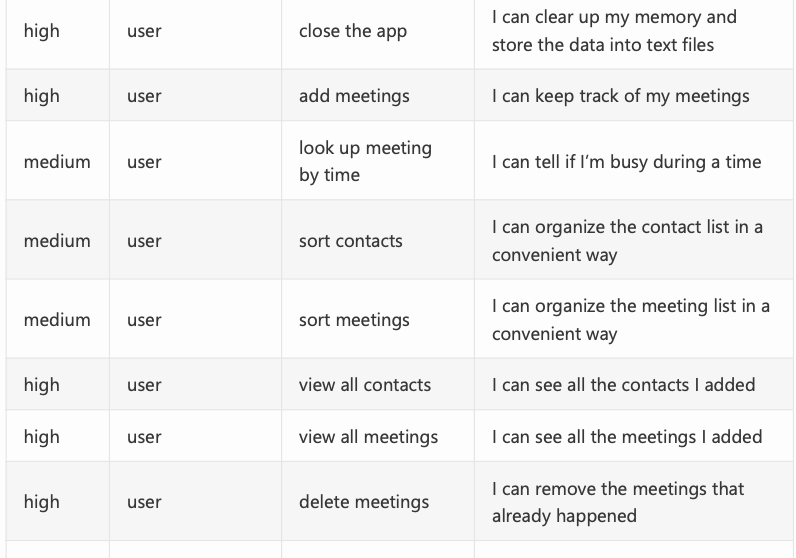 high user close the app I can clear up my memory and
store the data into text files
high user add meetings I can keep track of my meetings
medium user look up meeting
by time I can tell if I’m busy during a time
medium user sort contacts I can organize the contact list in a
convenient way
medium user sort meetings I can organize the meeting list in a
convenient way
high user view all contacts I can see all the contacts I added
high user view all meetings I can see all the meetings I added
high user delete meetings I can remove the meetings that
already happened